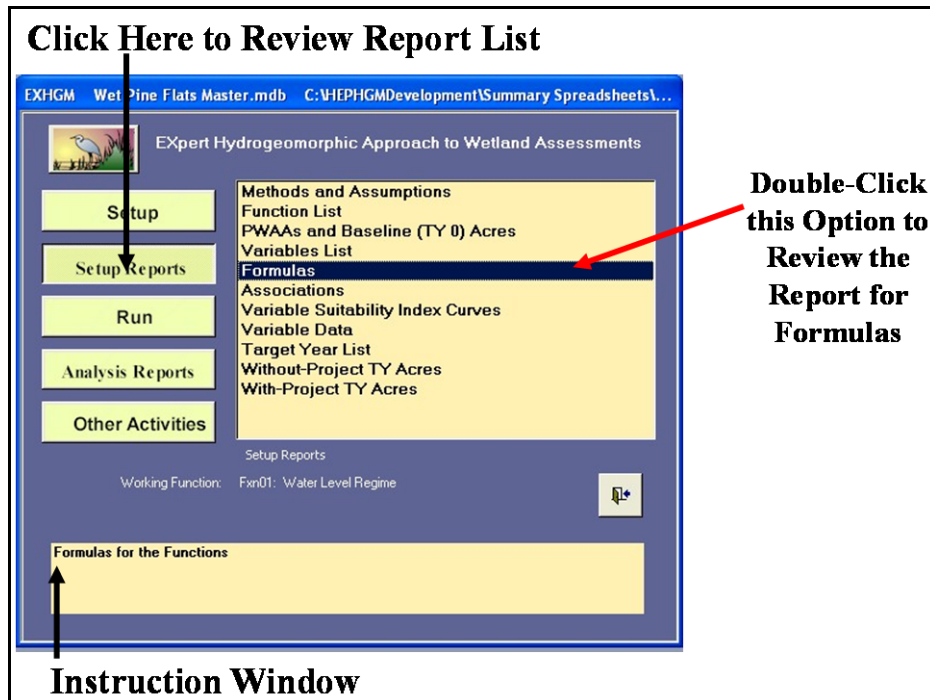 Click Here to Review Report List
EXHGM Wet Pine Flats Master.mdb C:\HEPHGMDevelopment\Summary Spreadsheets\...
EXpert Hydrogeomorphic Approach to Wetland Assessments
Setup
Setup Reports
Run
Analysis Reports
Other Activities
Methods and Assumptions
Function List
PWAAs and Baseline (TY 0) Acres
Variables List
Formulas
Associations
Variable Suitability Index Curves
Variable Data
Target Year List
Without-Project TY Acres
With-Project TY Acres
Double-Click
this Option to
Review the
Report for
Formulas
Setup Reports
Working Function: Fxn01: Water Level Regime
Formulas for the Functions
Instruction Window